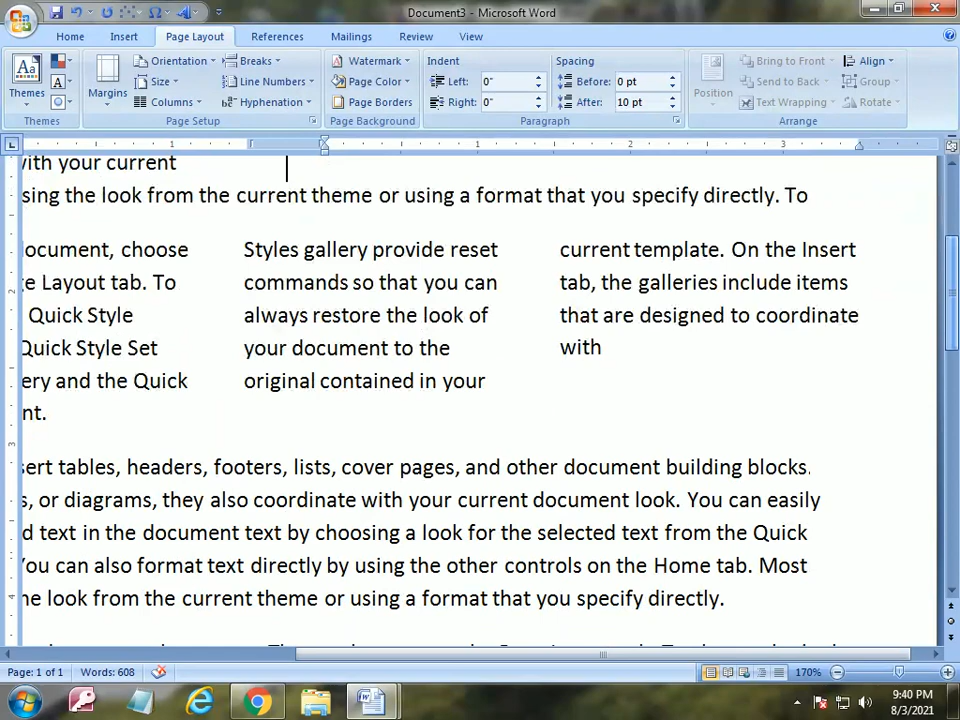 Document3 - Microsoft Word
Home Insert Page Layout References Mailings Review View
Themes
Margins
Orientation
Size
Columns
Breaks
Line Numbers
Hyphenation
Watermark
Page Color
Page Borders
Indent
Left: 0"
Right: 0"
Spacing
Before: 0 pt
After: 10 pt
Position
Bring to Front
Send to Back
Text Wrapping
Align
Group
Rotate
Themes Page Setup Page Background Paragraph Arrange
1 1 2 3
with your current
sing the look from the current theme or using a format that you specify directly. To
document, choose
e Layout tab. To
Quick Style
Quick Style Set
ery and the Quick
nt.
Styles gallery provide reset
commands so that you can
always restore the look of
your document to the
original contained in your
current template. On the Insert
tab, the galleries include items
that are designed to coordinate
with
sert tables, headers, footers, lists, cover pages, and other document building blocks.
s, or diagrams, they also coordinate with your current document look. You can easily
d text in the document text by choosing a look for the selected text from the Quick
You can also format text directly by using the other controls on the Home tab. Most
he look from the current theme or using a format that you specify directly.
2
3
4
Page: 1 of 1 Words: 608 170%
9:40 PM
8/3/2021